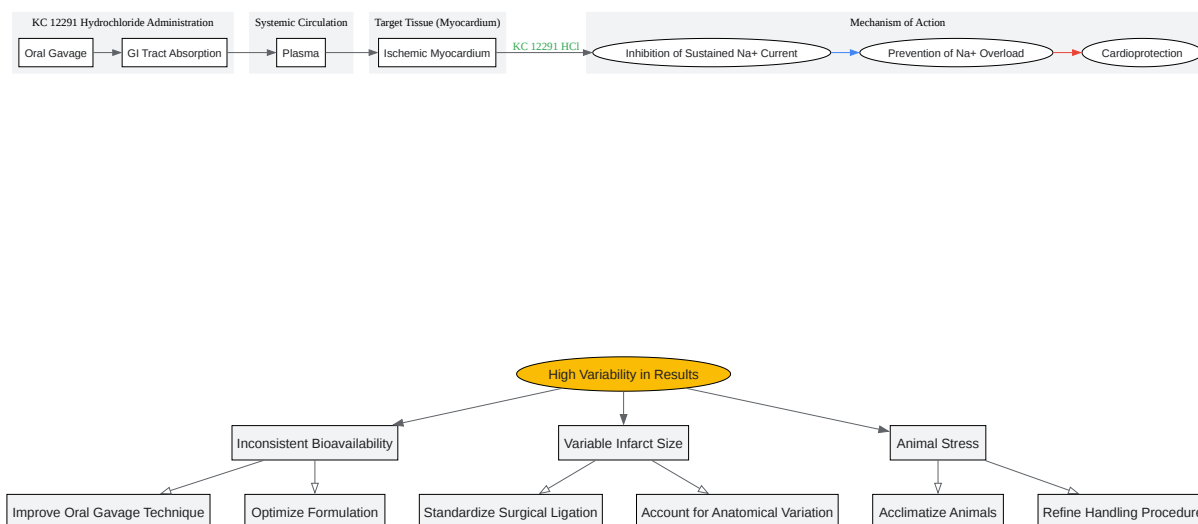 KC 12291 Hydrochloride Administration
Systemic Circulation
Target Tissue (Myocardium)
Mechanism of Action
Oral Gavage
GI Tract Absorption
Plasma
Ischemic Myocardium
KC 12291 HCl
Inhibition of Sustained Na+ Current
Prevention of Na+ Overload
Cardioprotection
High Variability in Results
Inconsistent Bioavailability
Variable Infarct Size
Animal Stress
Improve Oral Gavage Technique
Optimize Formulation
Standardize Surgical Ligation
Account for Anatomical Variation
Acclimatize Animals
Refine Handling Procedure